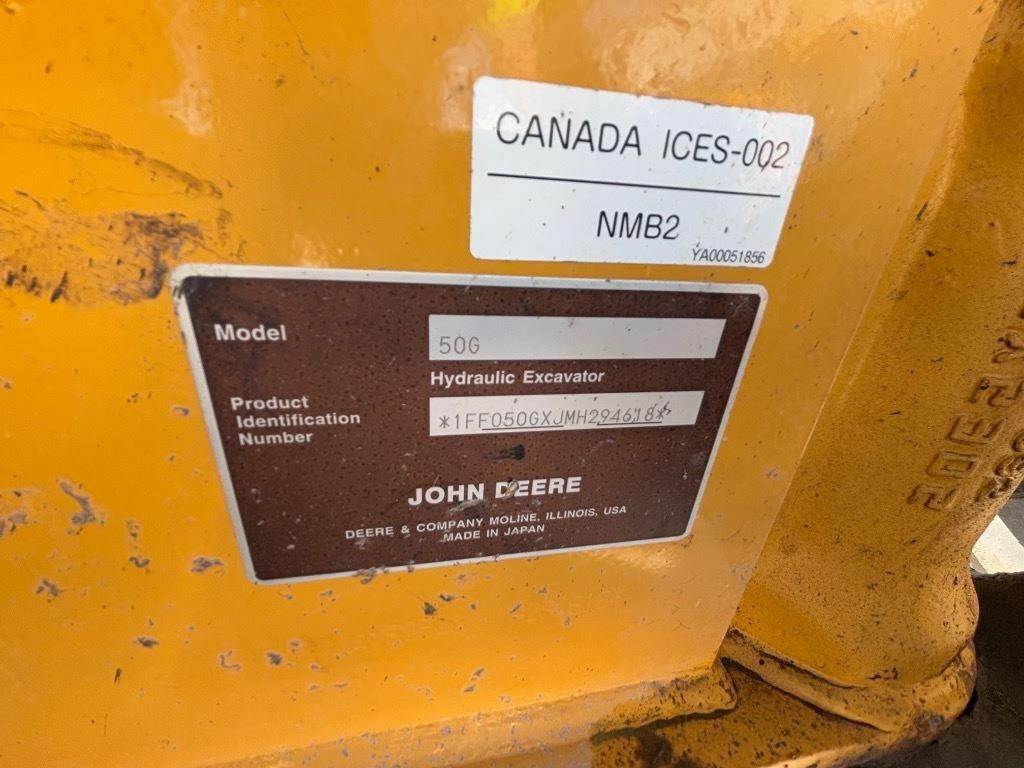 CANADA ICES-002
NMB2
YA00051856
Model
50G
Hydraulic Excavator
Product
Identification
Number
*1FF050GXJMH294618*
JOHN DEERE
DEERE & COMPANY MOLINE, ILLINOIS, USA
MADE IN JAPAN